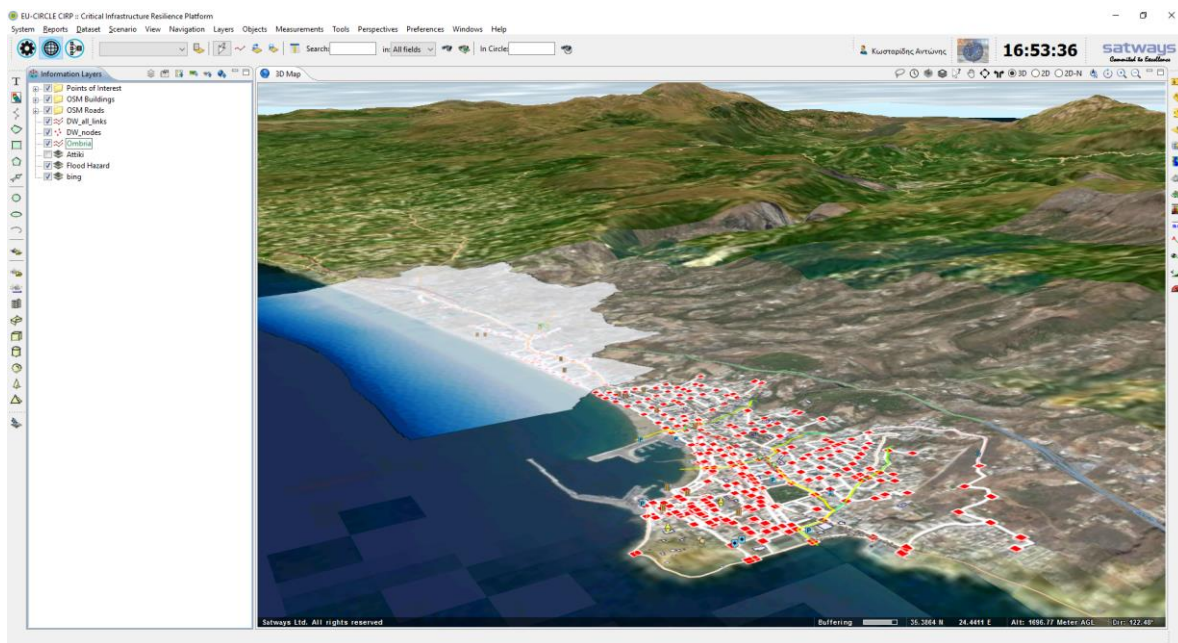 EU-CIRCLE CIRP :: Critical Infrastructure Resilience Platform
System Reports Dataset Scenario View Navigation Layers Objects Measurements Tools Perspectives Preferences Windows Help
Search: in: All fields In Circle: Κωσταρίδης Αντώνης 16:53:36 satways
Committed to Excellence
Information Layers
3D Map
3D 2D 2D-N
Points of Interest
OSM Buildings
OSM Roads
DW_all_links
DW_nodes
Ombria
Attiki
Flood Hazard
bing
Satways Ltd. All rights reserved Buffering 35.3864 N 24.4411 E Alt: 1696.77 Meter AGL Dir: 122.40°